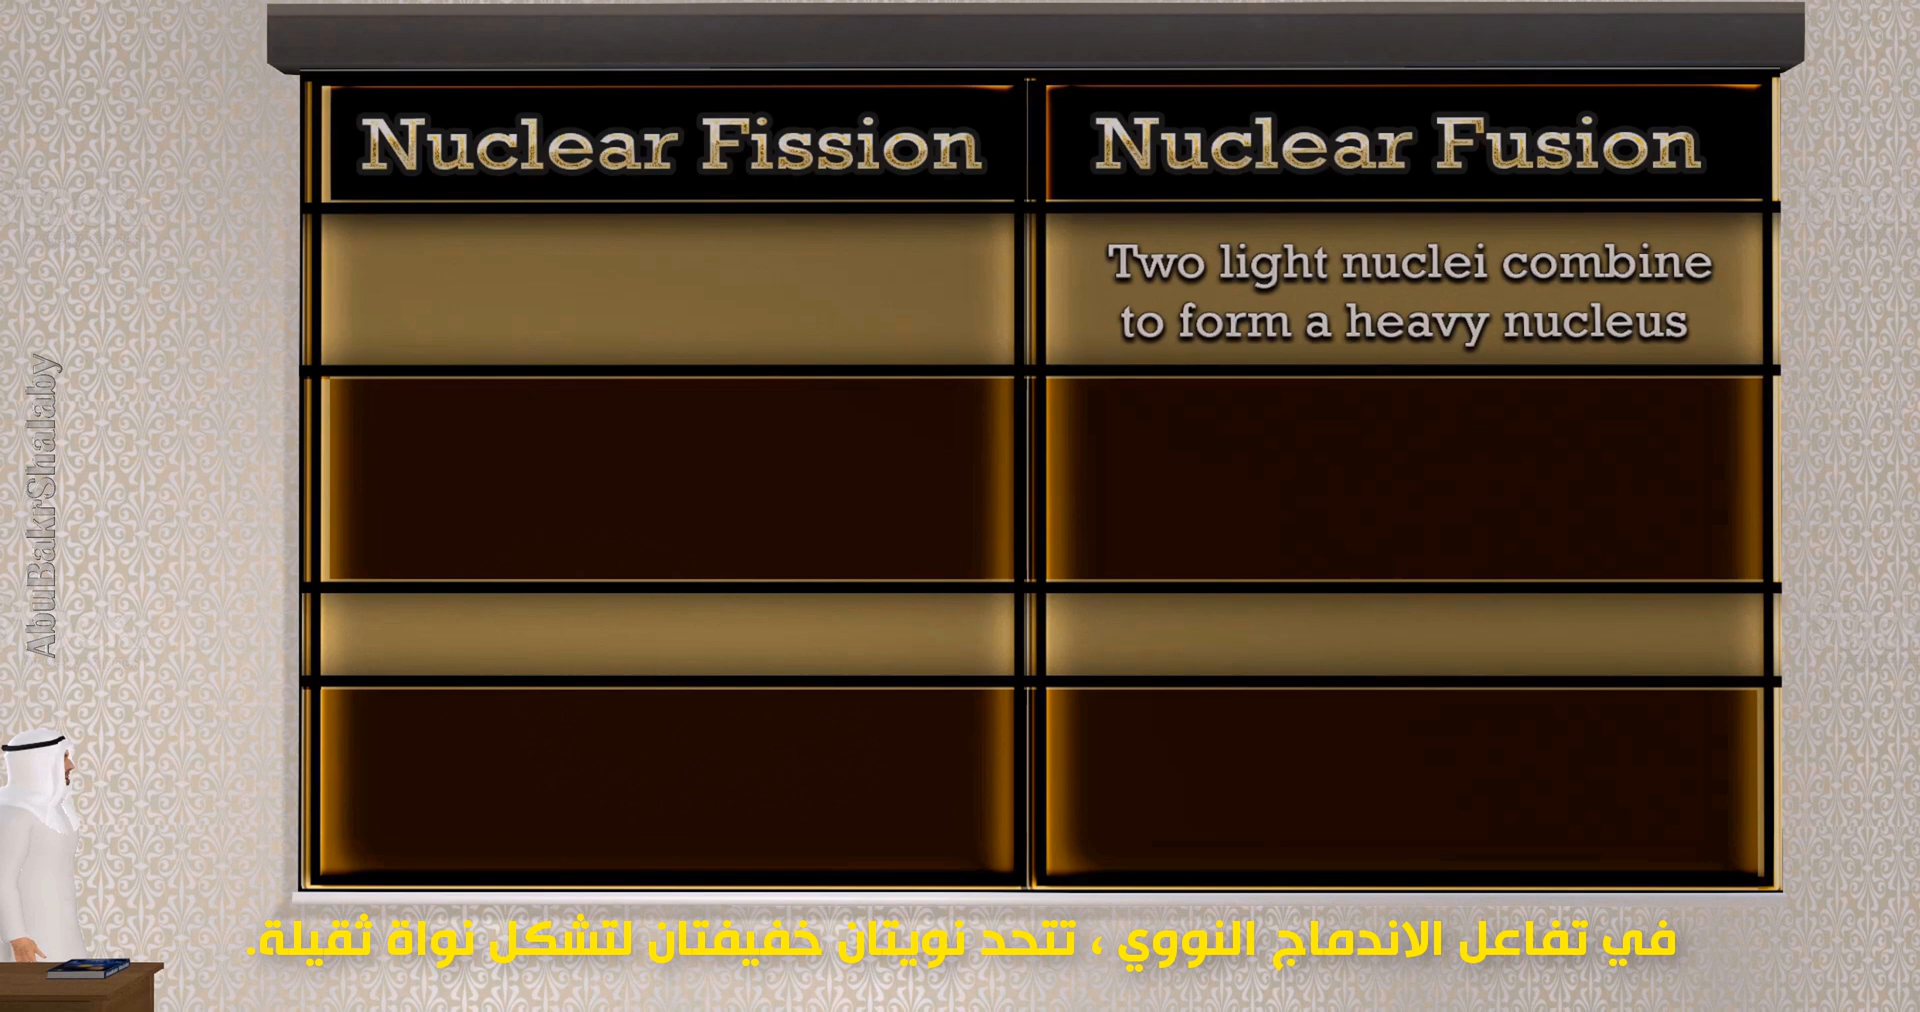 Nuclear Fission
Nuclear Fusion
Two light nuclei combine
to form a heavy nucleus
AbuBakrShalaby
في تفاعل الاندماج النووي ، تتحد نويتان خفيفتان لتشكل نواة ثقيلة.